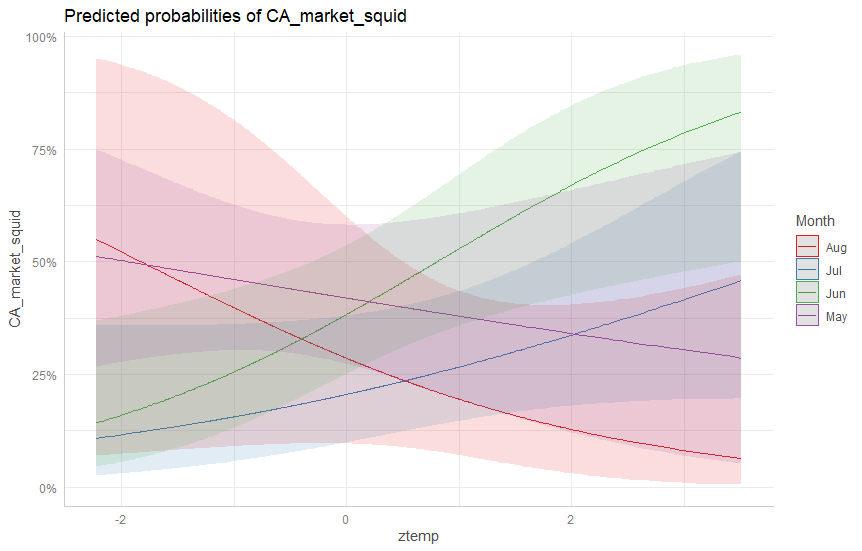 Predicted probabilities of CA_market_squid
100%
75%
50%
25%
0%
CA_market_squid
-2
0
2
ztemp
Month
Aug
Jul
Jun
May